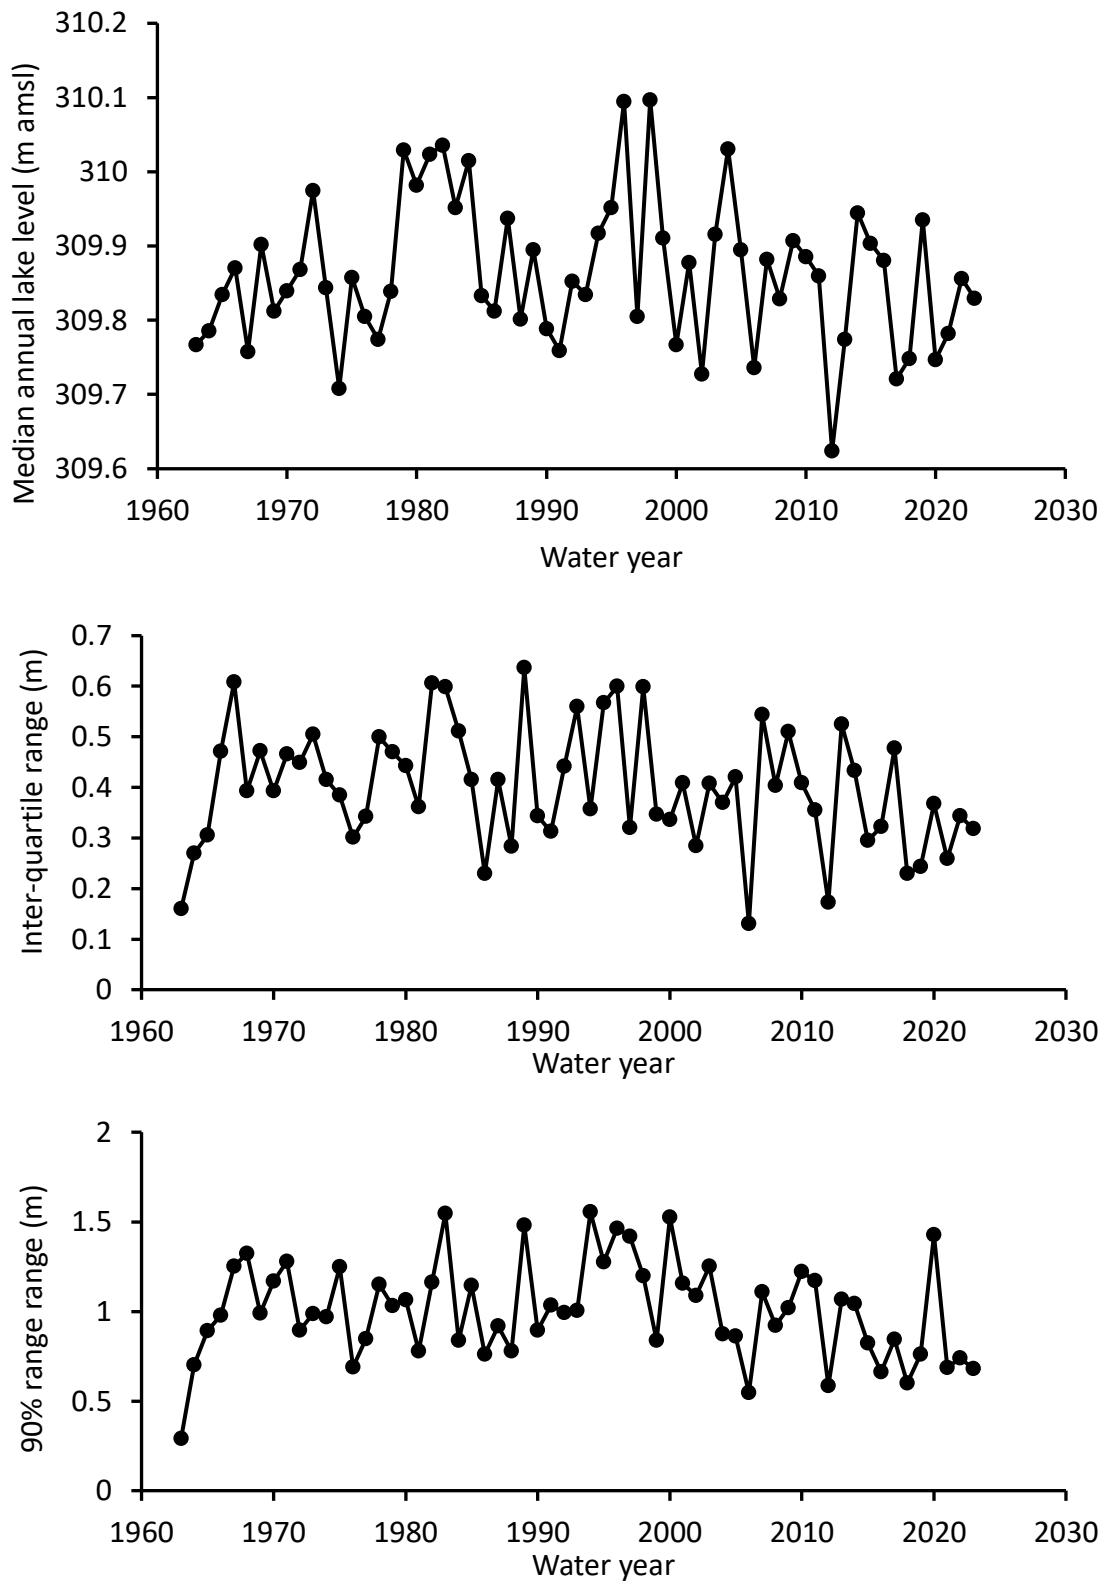 Median annual lake level (m amsl)
310.2
310.1
310
309.9
309.8
309.7
309.6
1960 1970 1980 1990 2000 2010 2020 2030
Water year
Inter-quartile range (m)
0.7
0.6
0.5
0.4
0.3
0.2
0.1
0
1960 1970 1980 1990 2000 2010 2020 2030
Water year
90% range range (m)
2
1.5
1
0.5
0
1960 1970 1980 1990 2000 2010 2020 2030
Water year